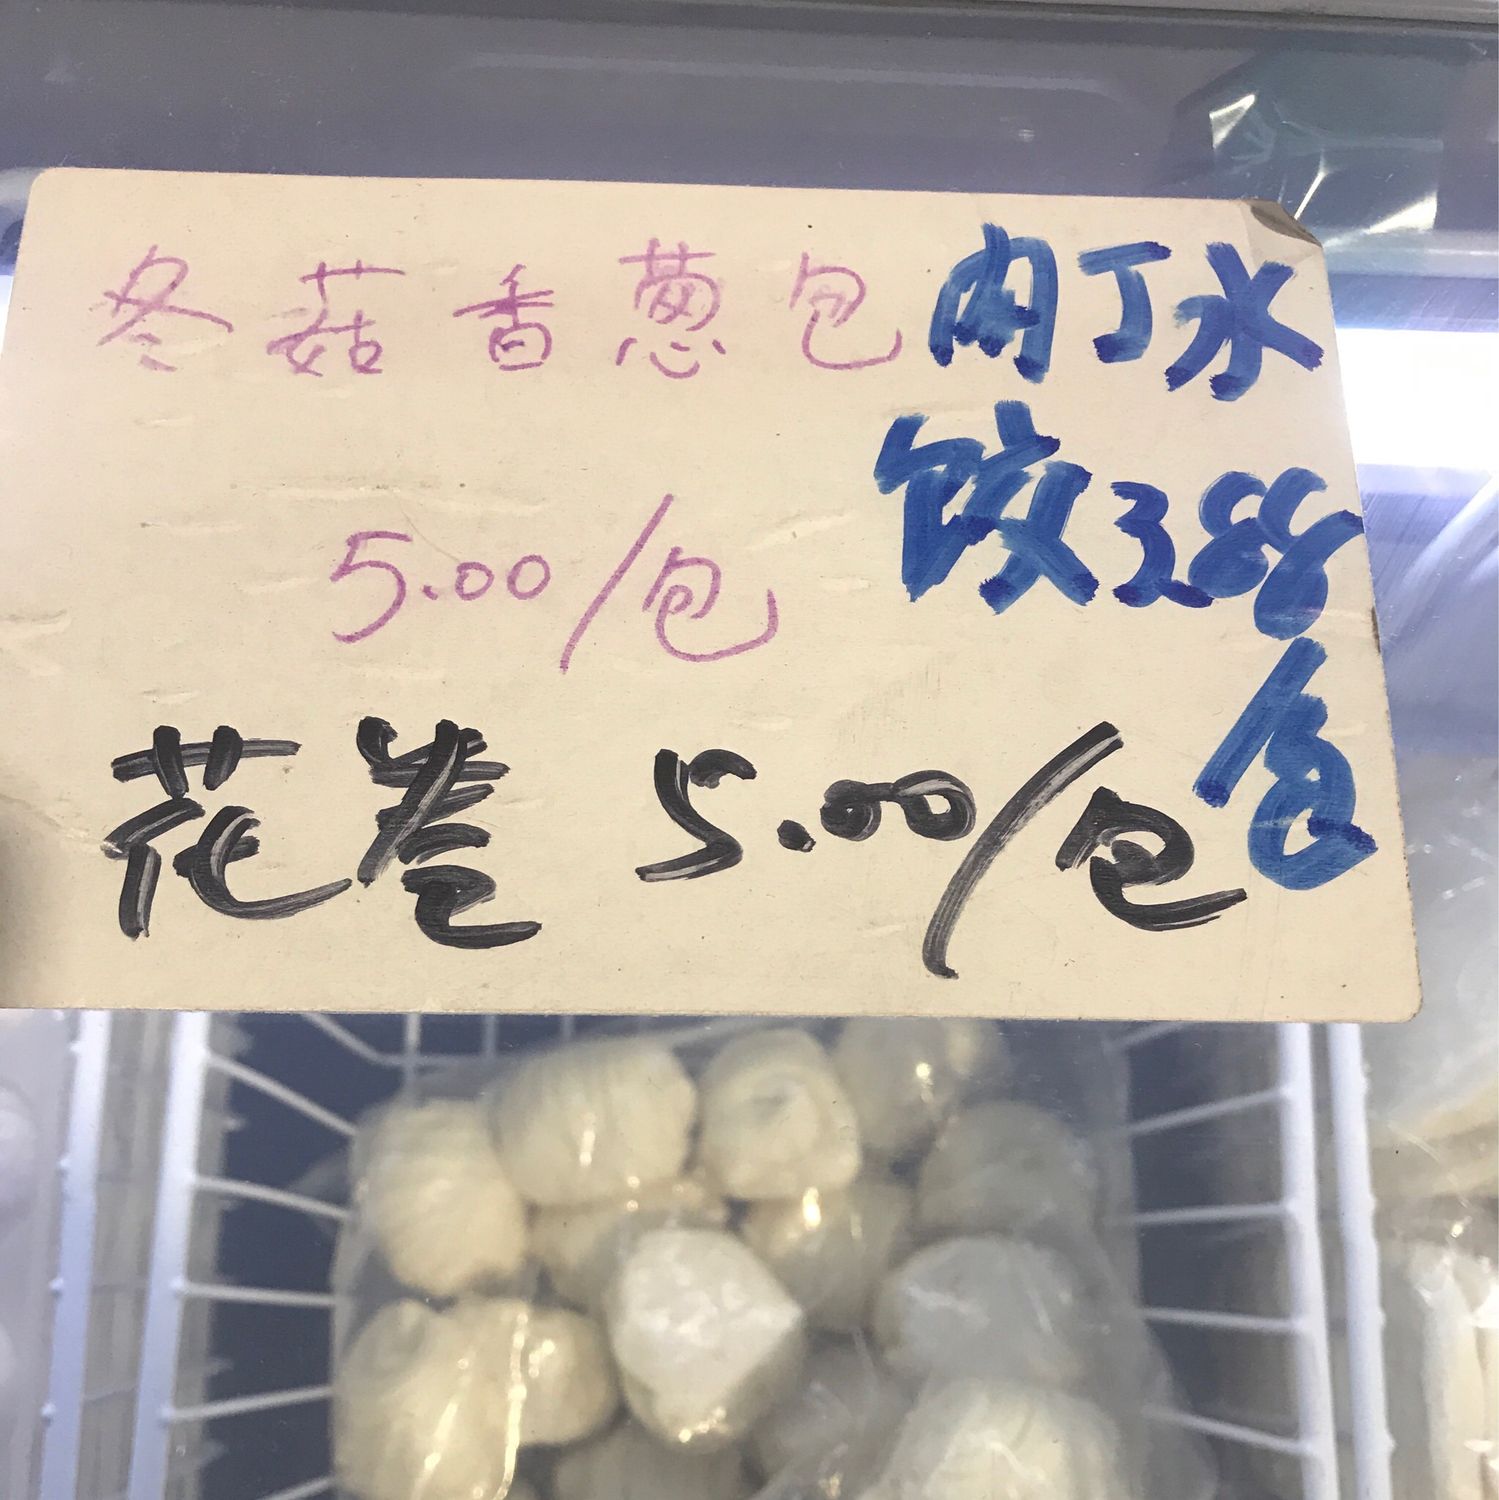 冬菇香葱包
5.00/包
肉丁水
饺3.88
包
花卷 5.00/包